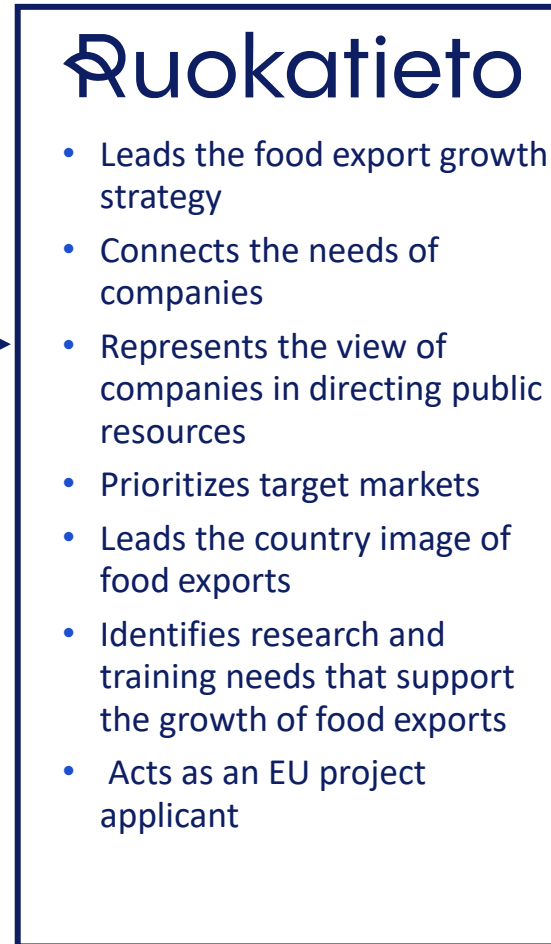 Ruokatieto
• Leads the food export growth
strategy
• Connects the needs of
companies
• Represents the view of
companies in directing public
resources
• Prioritizes target markets
• Leads the country image of
food exports
• Identifies research and
training needs that support
the growth of food exports
• Acts as an EU project
applicant